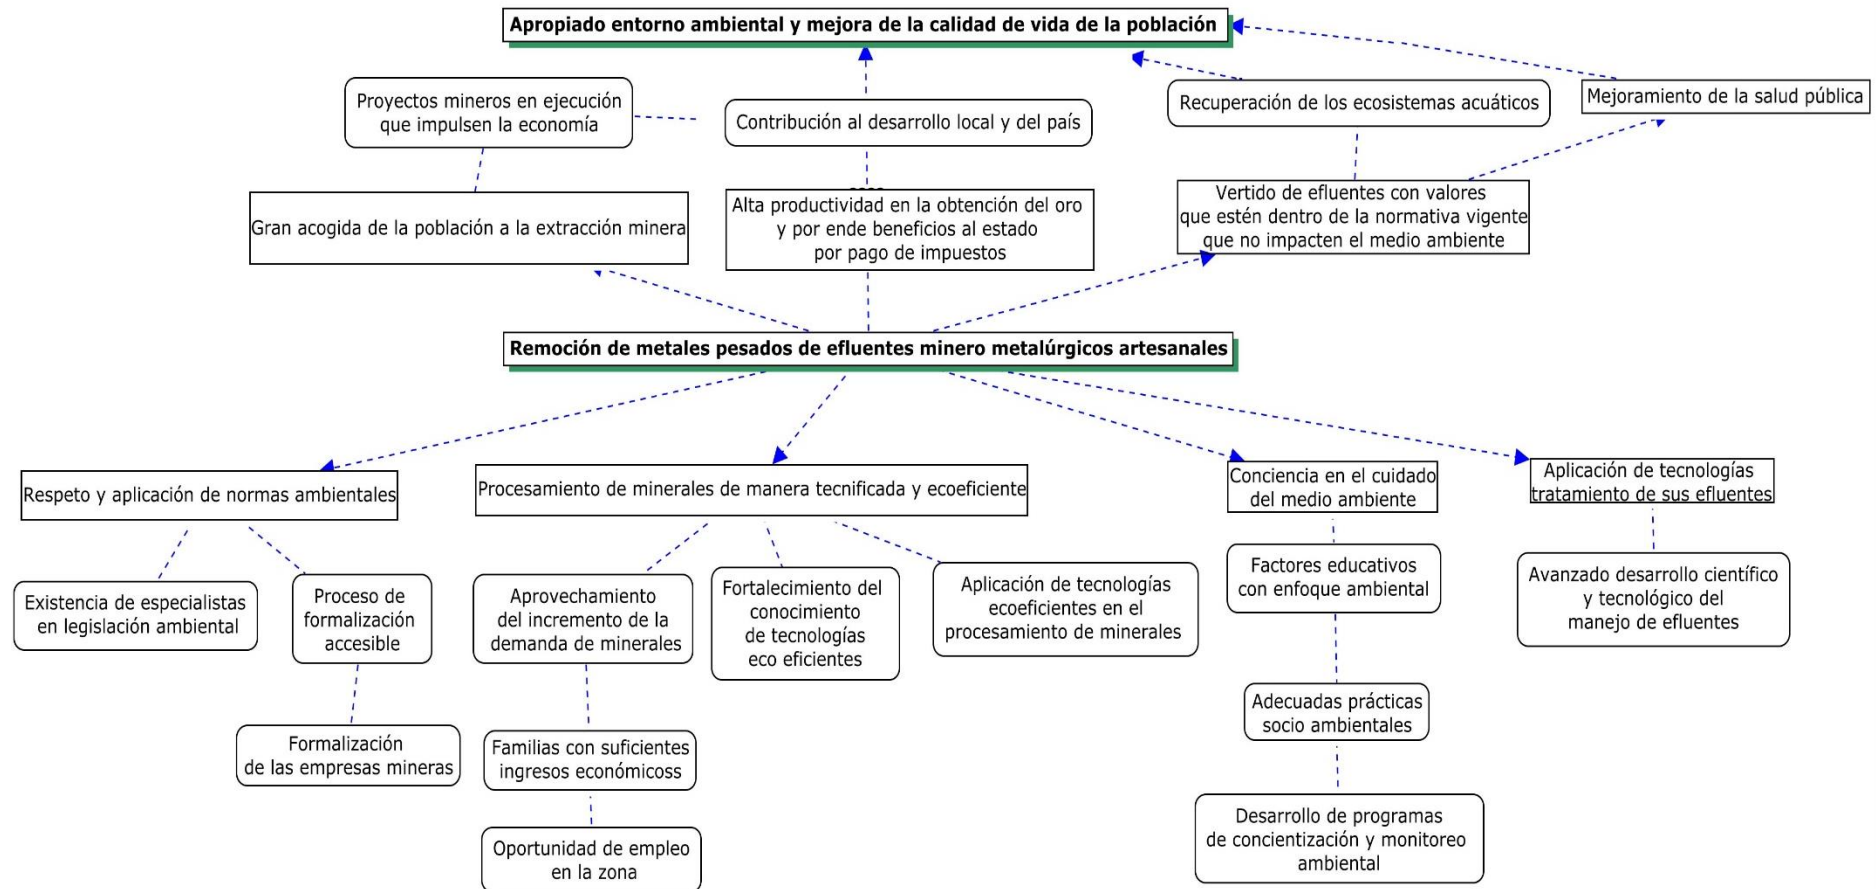 Apropiado entorno ambiental y mejora de la calidad de vida de la población
Proyectos mineros en ejecución
que impulsen la economía
Contribución al desarrollo local y del país
Recuperación de los ecosistemas acuáticos
Mejoramiento de la salud pública
Gran acogida de la población a la extracción minera
Alta productividad en la obtención del oro
y por ende beneficios al estado
por pago de impuestos
Vertido de efluentes con valores
que estén dentro de la normativa vigente
que no impacten el medio ambiente
Remoción de metales pesados de efluentes minero metalúrgicos artesanales
Respeto y aplicación de normas ambientales
Procesamiento de minerales de manera tecnificada y ecoeficiente
Conciencia en el cuidado
del medio ambiente
Aplicación de tecnologías
tratamiento de sus efluentes
Existencia de especialistas
en legislación ambiental
Proceso de
formalización
accesible
Aprovechamiento
del incremento de la
demanda de minerales
Fortalecimiento del
conocimiento
de tecnologías
eco eficientes
Aplicación de tecnologías
ecoeficientes en el
procesamiento de minerales
Factores educativos
con enfoque ambiental
Avanzado desarrollo científico
y tecnológico del
manejo de efluentes
Formalización
de las empresas mineras
Familias con suficientes
ingresos económicoss
Adecuadas prácticas
socio ambientales
Oportunidad de empleo
en la zona
Desarrollo de programas
de concientización y monitoreo
ambiental